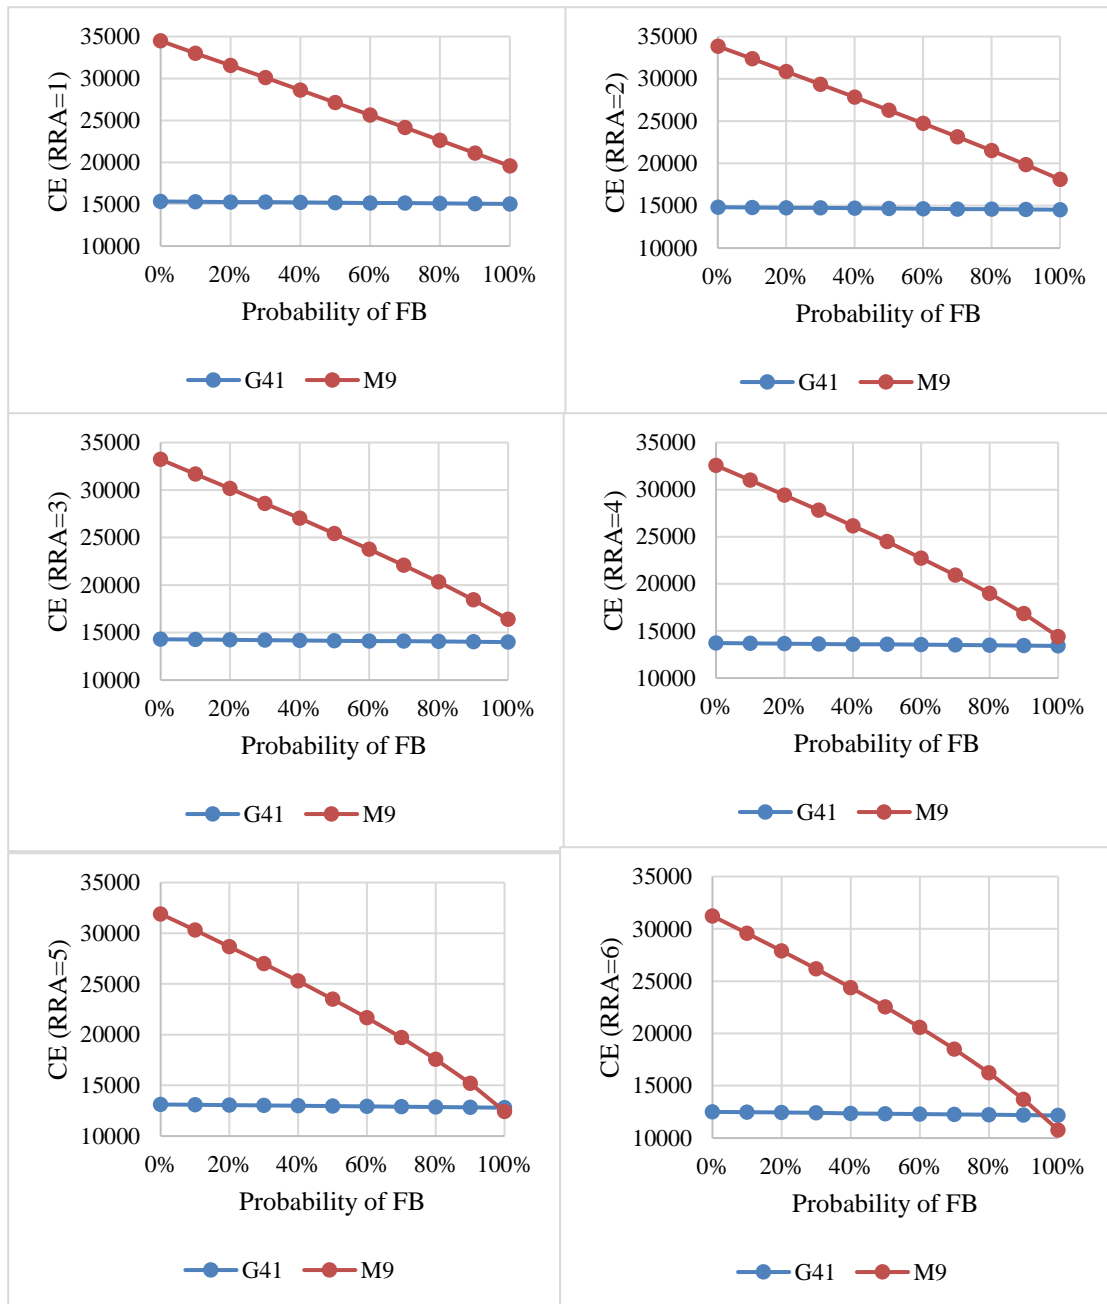 CE (RRA=1)
35000
30000
25000
20000
15000
10000
0% 20% 40% 60% 80% 100%
Probability of FB
G41 M9
CE (RRA=2)
35000
30000
25000
20000
15000
10000
0% 20% 40% 60% 80% 100%
Probability of FB
G41 M9
CE (RRA=3)
35000
30000
25000
20000
15000
10000
0% 20% 40% 60% 80% 100%
Probability of FB
G41 M9
CE (RRA=4)
35000
30000
25000
20000
15000
10000
0% 20% 40% 60% 80% 100%
Probability of FB
G41 M9
CE (RRA=5)
35000
30000
25000
20000
15000
10000
0% 20% 40% 60% 80% 100%
Probability of FB
G41 M9
CE (RRA=6)
35000
30000
25000
20000
15000
10000
0% 20% 40% 60% 80% 100%
Probability of FB
G41 M9